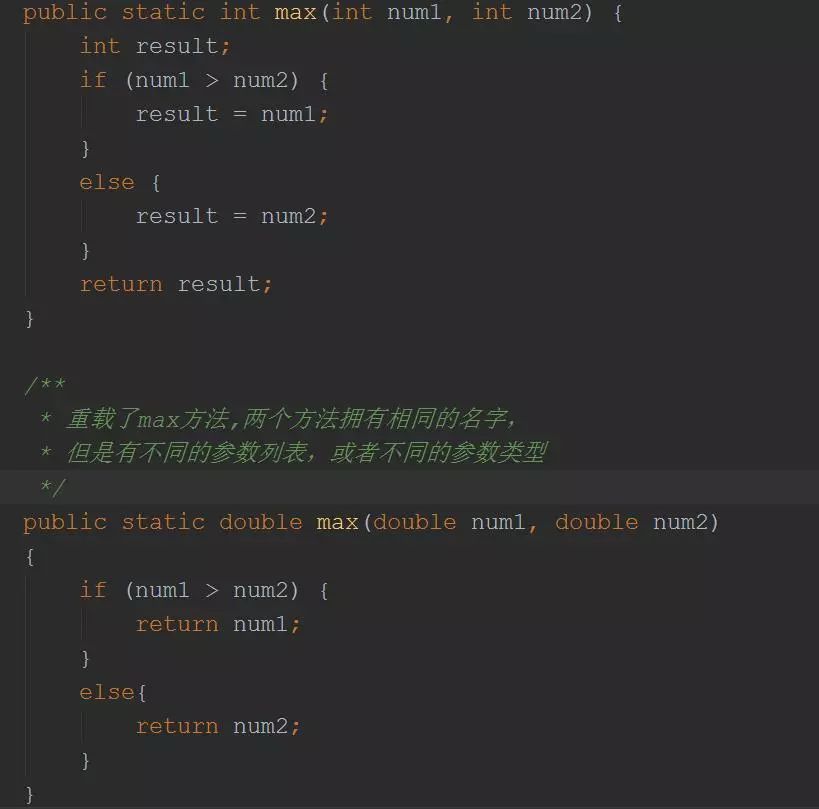 public static int max(int num1, int num2) {
    int result;
    if (num1 > num2) {
        result = num1;
    }
    else {
        result = num2;
    }
    return result;
}
/**
 * 重载了max方法,两个方法拥有相同的名字，
 * 但是有不同的参数列表，或者不同的参数类型
 */
public static double max(double num1, double num2)
{
    if (num1 > num2) {
        return num1;
    }
    else{
        return num2;
    }
}